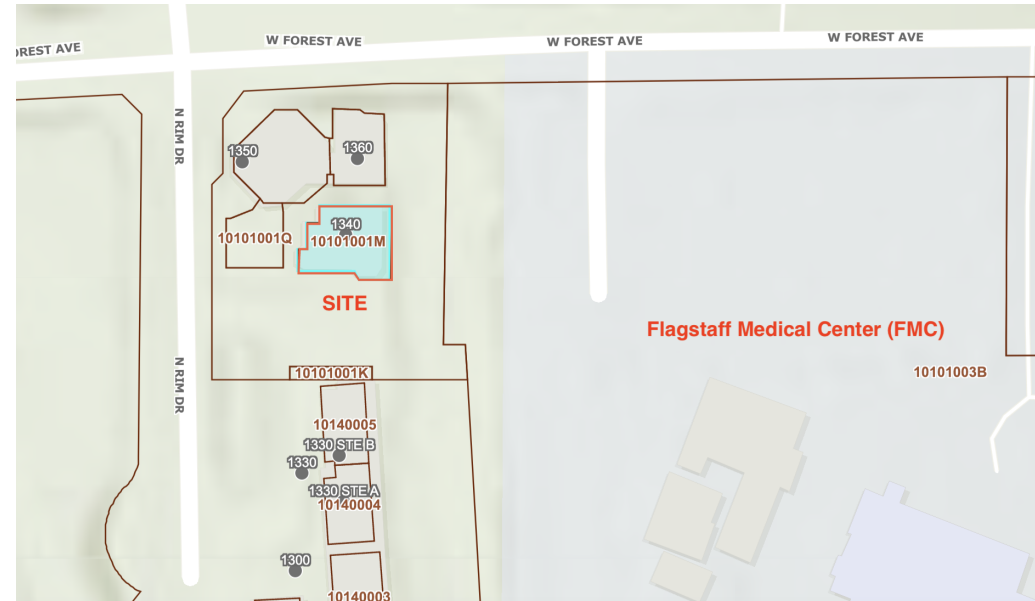 OREST AVE
W FOREST AVE
W FOREST AVE
W FOREST AVE
N RIM DR
1350
1360
1340
10101001Q
10101001M
SITE
Flagstaff Medical Center (FMC)
N RIM DR
10101001K
10101003B
10140005
1330 STE B
1330
1330 STE A
10140004
1300
10140003